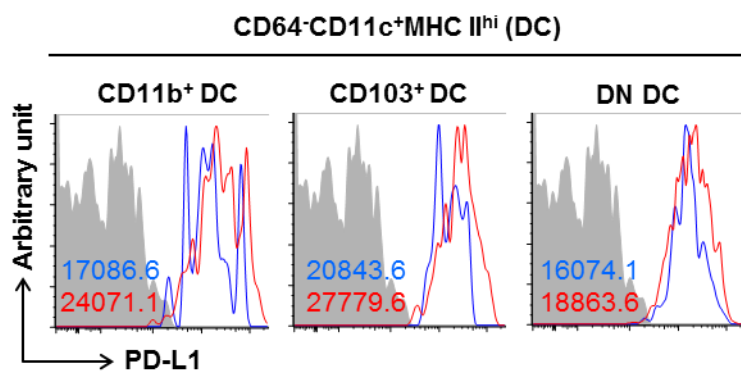 CD64⁻CD11c⁺MHC IIʰⁱ (DC)
CD11b⁺ DC
CD103⁺ DC
DN DC
Arbitrary unit
17086.6
24071.1
20843.6
27779.6
16074.1
18863.6
PD-L1